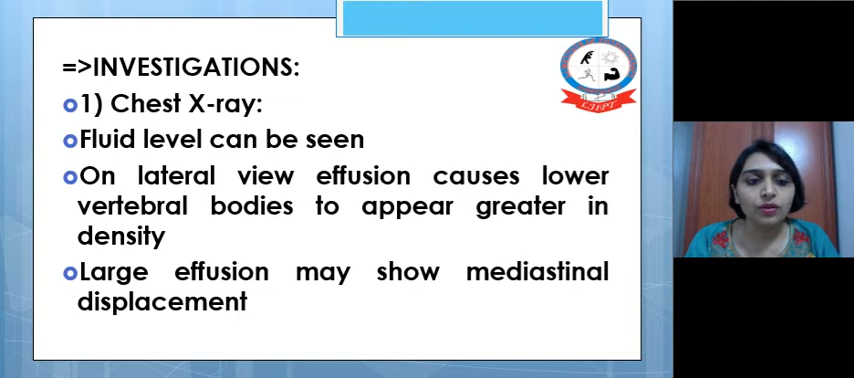 =>INVESTIGATIONS:
1) Chest X-ray:
Fluid level can be seen
On lateral view effusion causes lower
vertebral bodies to appear greater in
density
Large effusion may show mediastinal
displacement